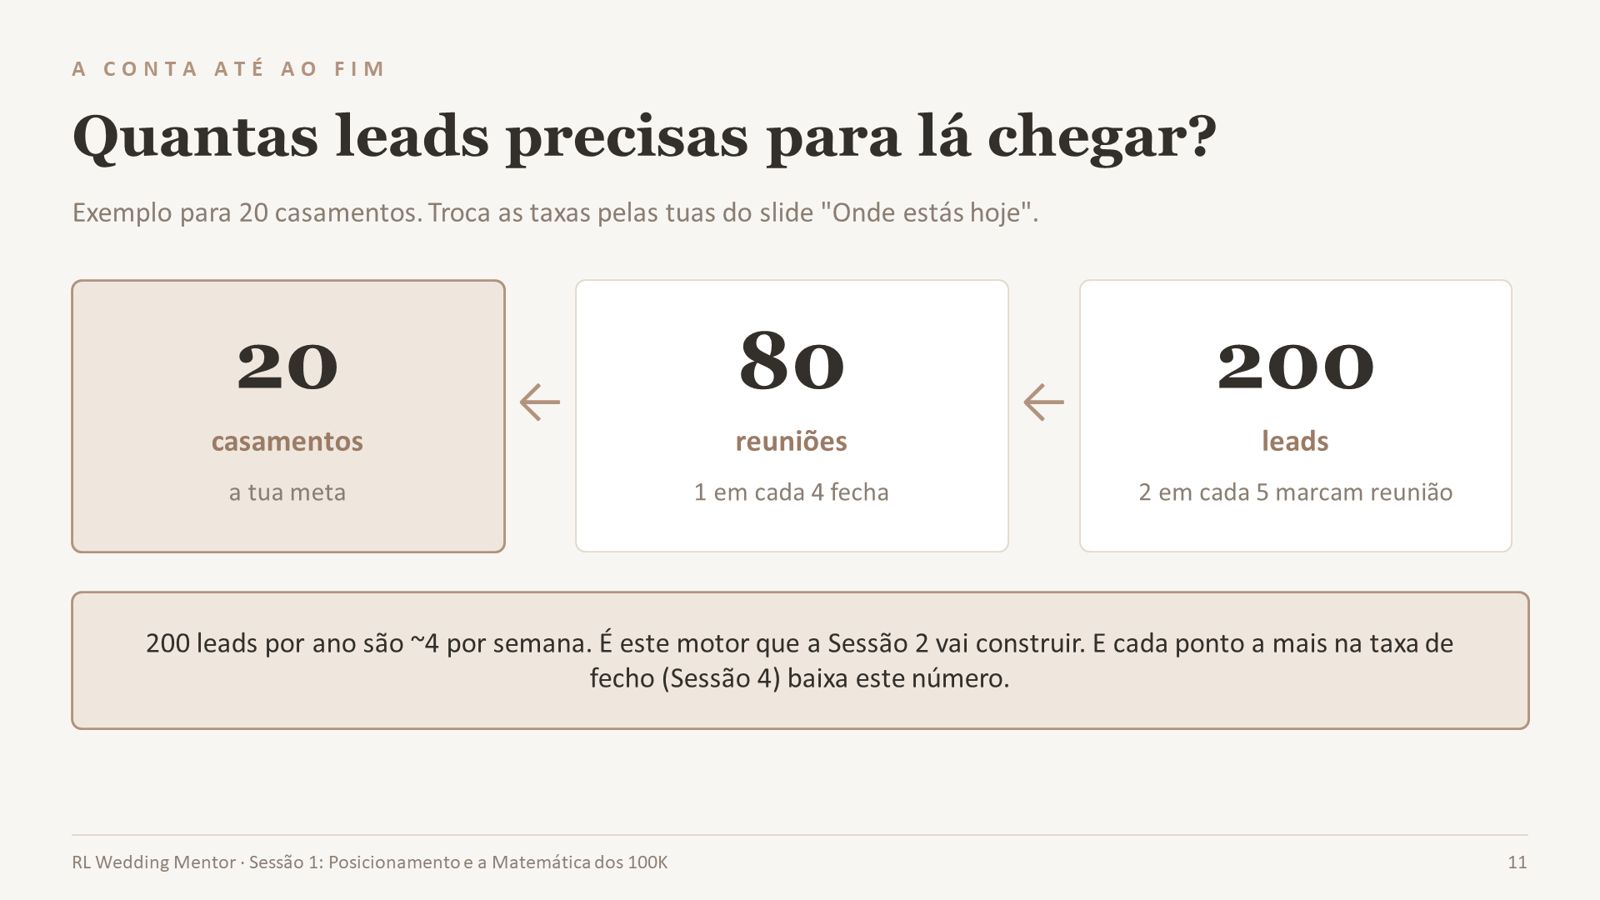 A CONTA ATÉ AO FIM
Quantas leads precisas para lá chegar?
Exemplo para 20 casamentos. Troca as taxas pelas tuas do slide "Onde estás hoje".
20
casamentos
a tua meta
←
80
reuniões
1 em cada 4 fecha
←
200
leads
2 em cada 5 marcam reunião
200 leads por ano são ~4 por semana. É este motor que a Sessão 2 vai construir. E cada ponto a mais na taxa de
fecho (Sessão 4) baixa este número.
RL Wedding Mentor · Sessão 1: Posicionamento e a Matemática dos 100K
11